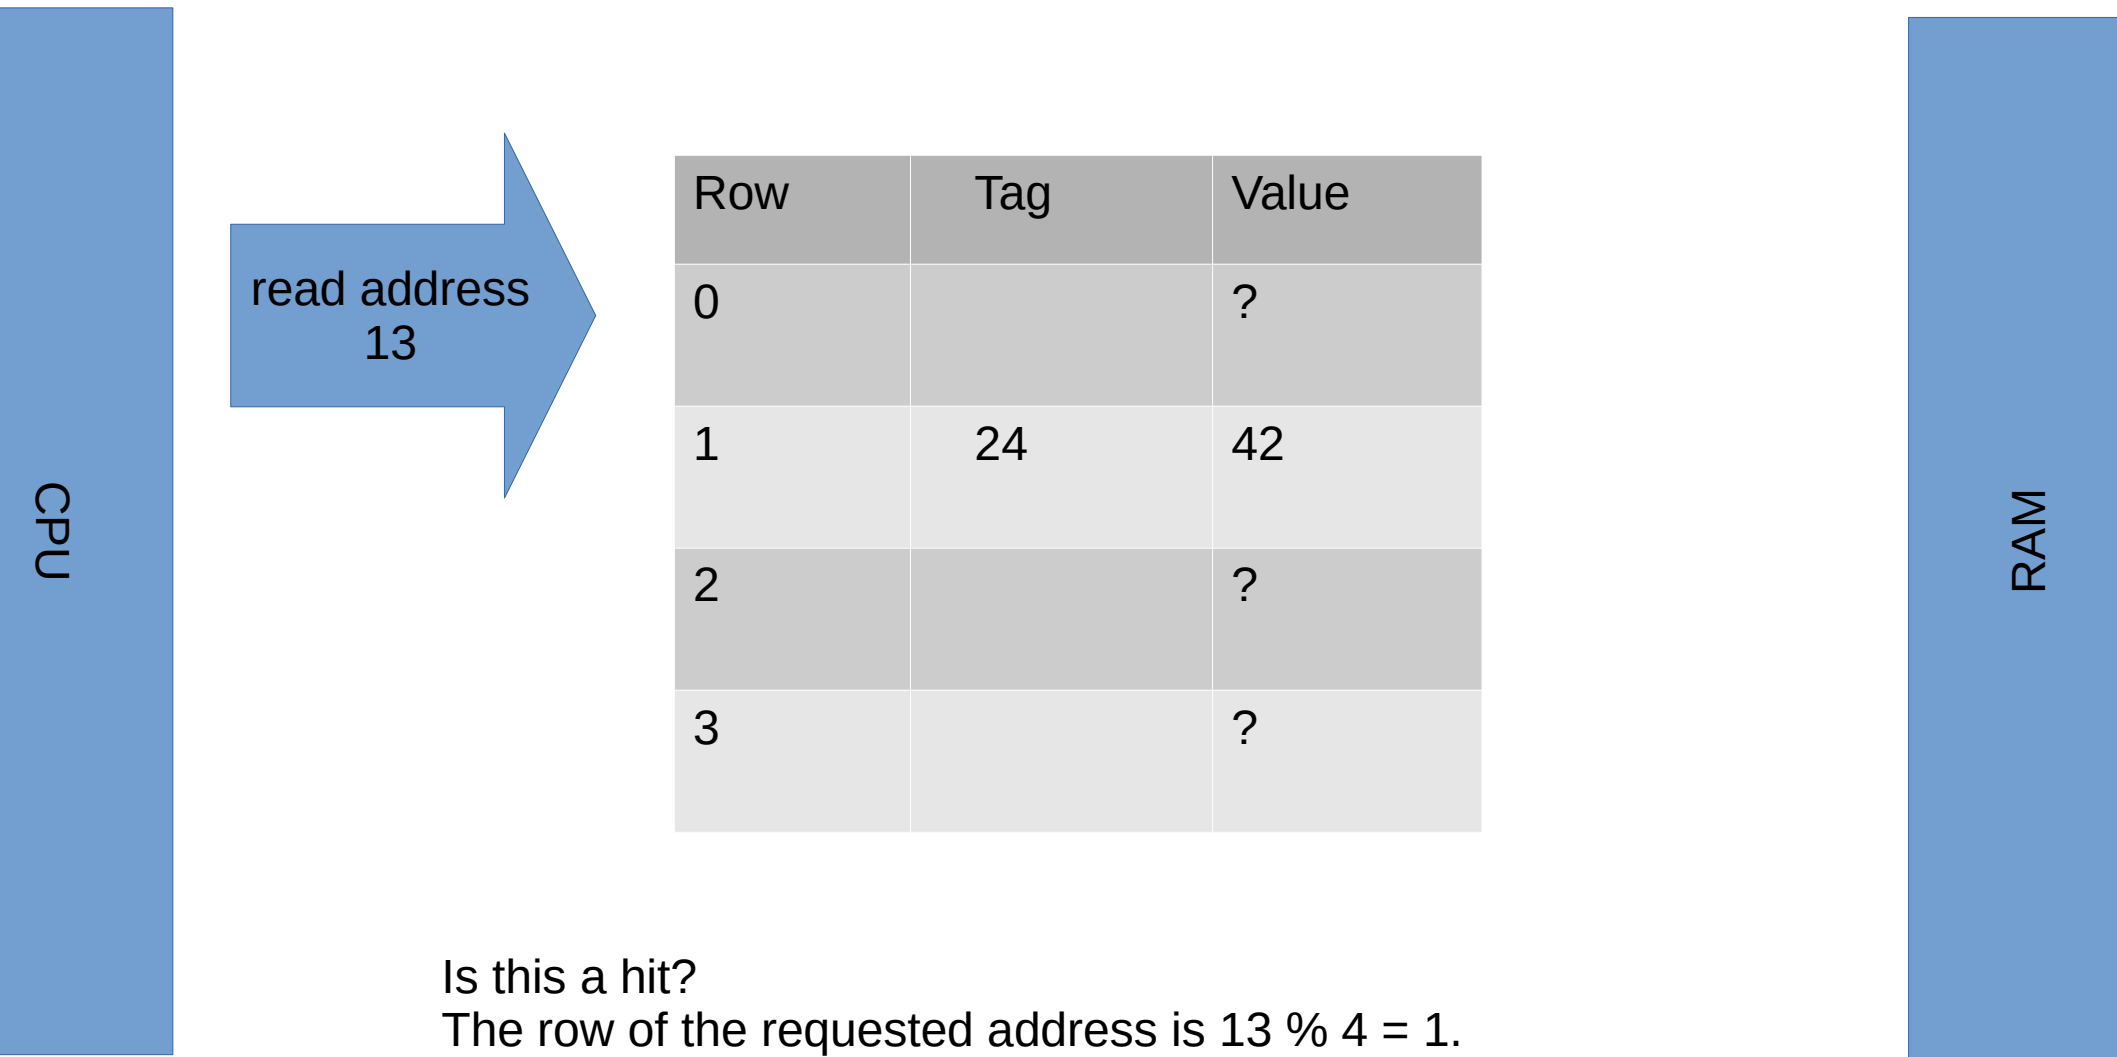 CPU
read address
13
Row Tag Value
0 ?
1 24 42
2 ?
3 ?
RAM
Is this a hit?
The row of the requested address is 13 % 4 = 1.